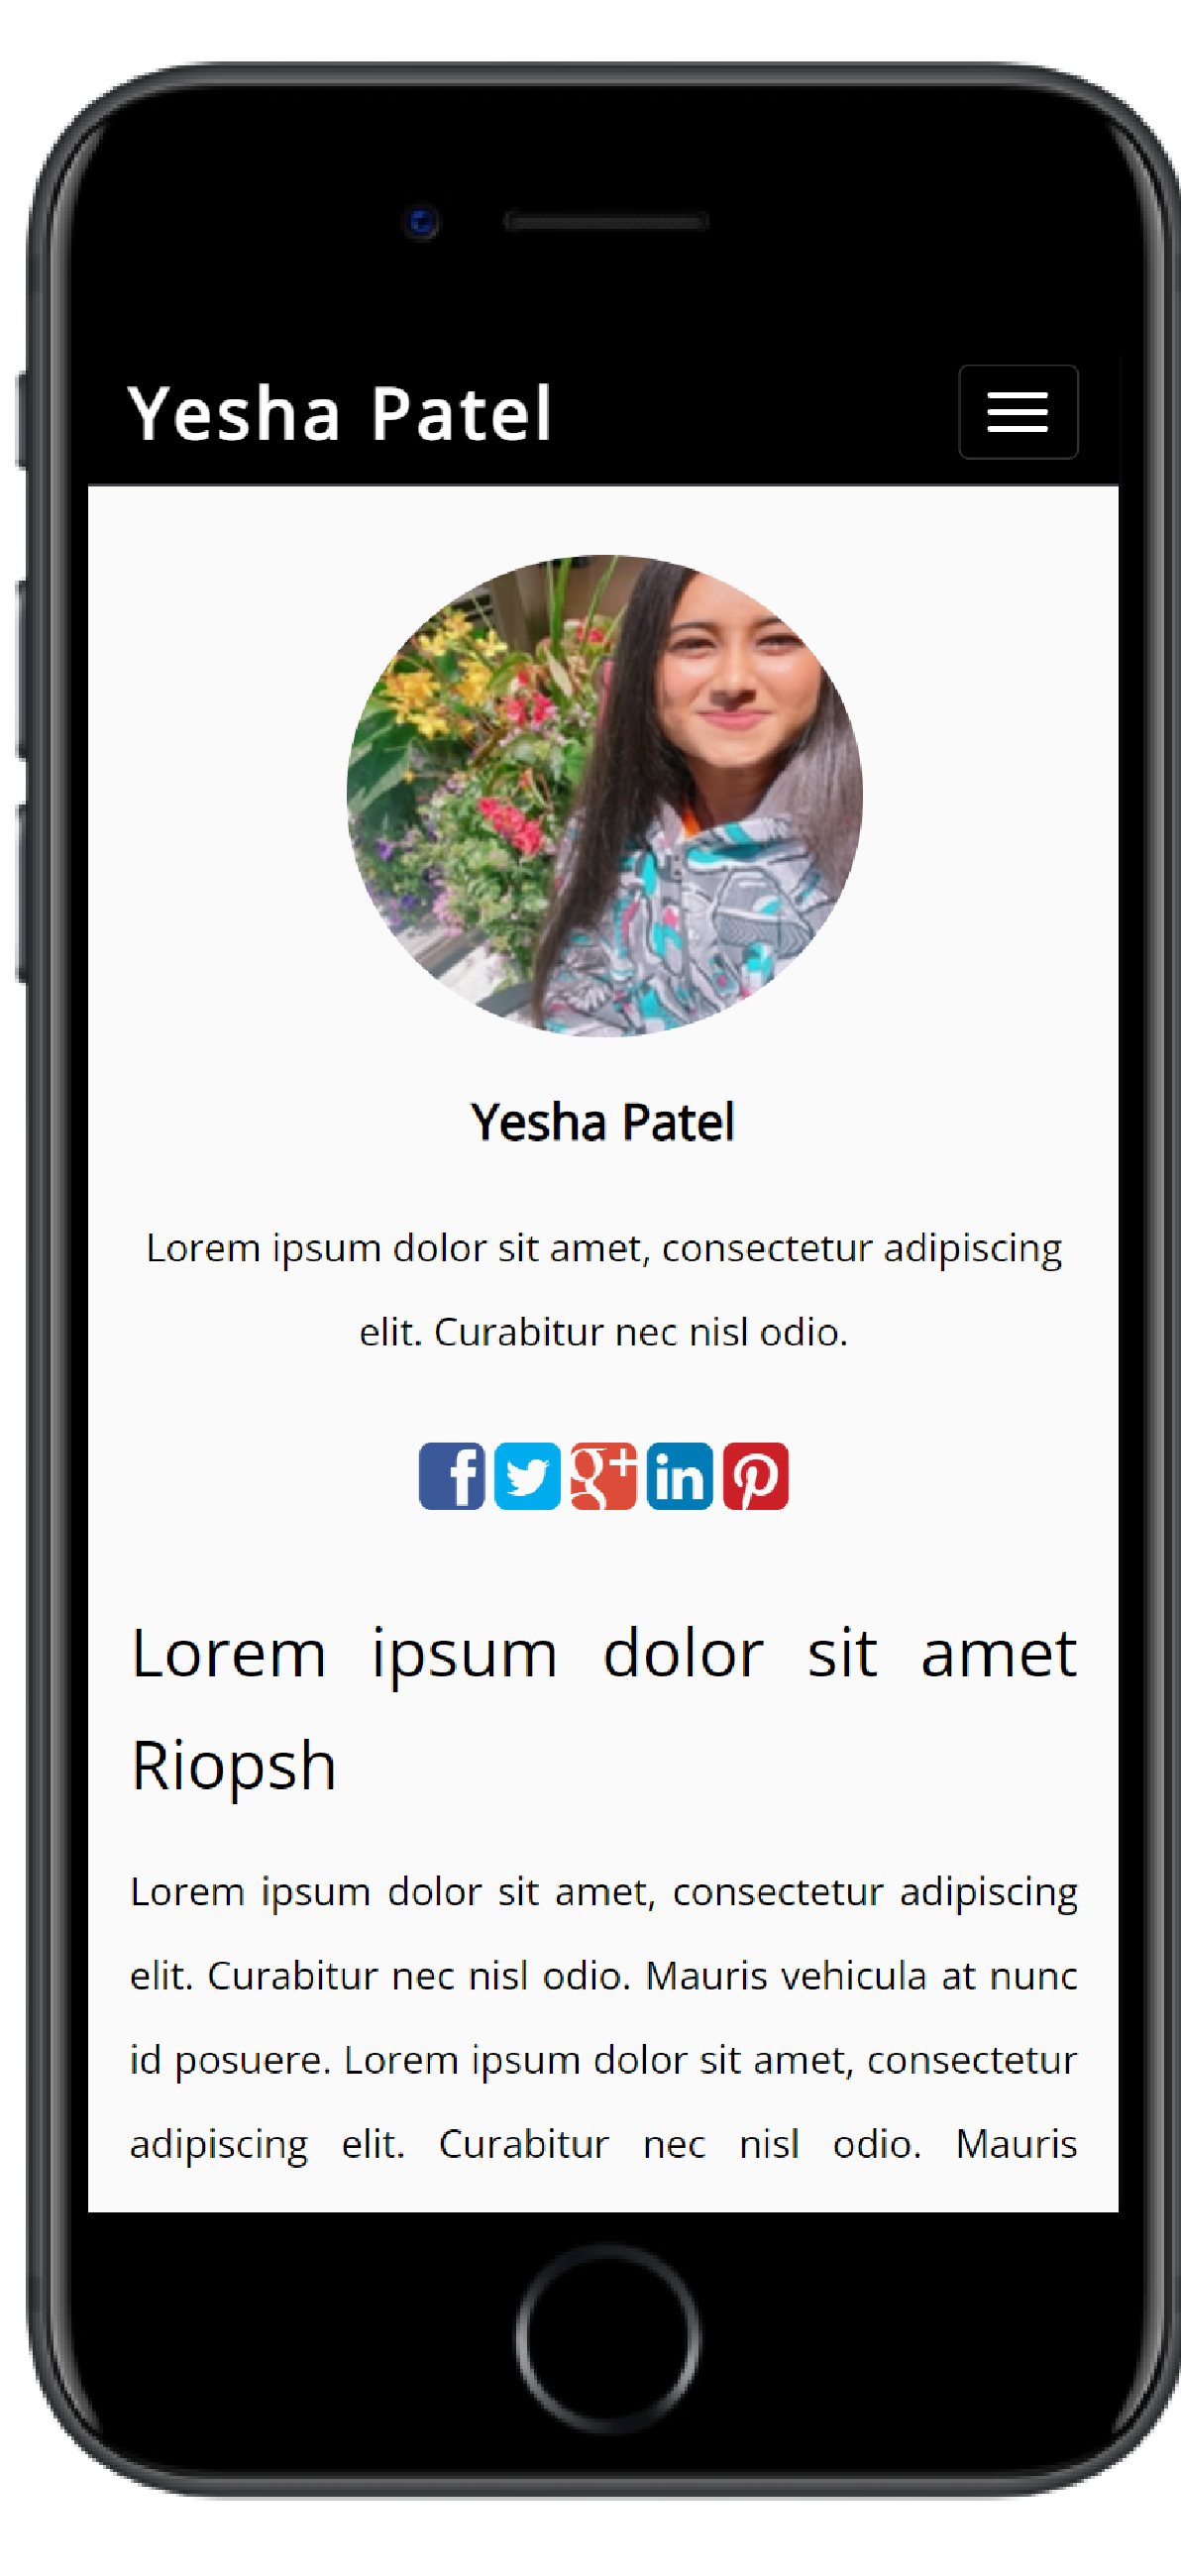 Yesha Patel
Yesha Patel
Lorem ipsum dolor sit amet, consectetur adipiscing
elit. Curabitur nec nisl odio.
f g+ in p
Lorem ipsum dolor sit amet
Riopsh
Lorem ipsum dolor sit amet, consectetur adipiscing
elit. Curabitur nec nisl odio. Mauris vehicula at nunc
id posuere. Lorem ipsum dolor sit amet, consectetur
adipiscing elit. Curabitur nec nisl odio. Mauris